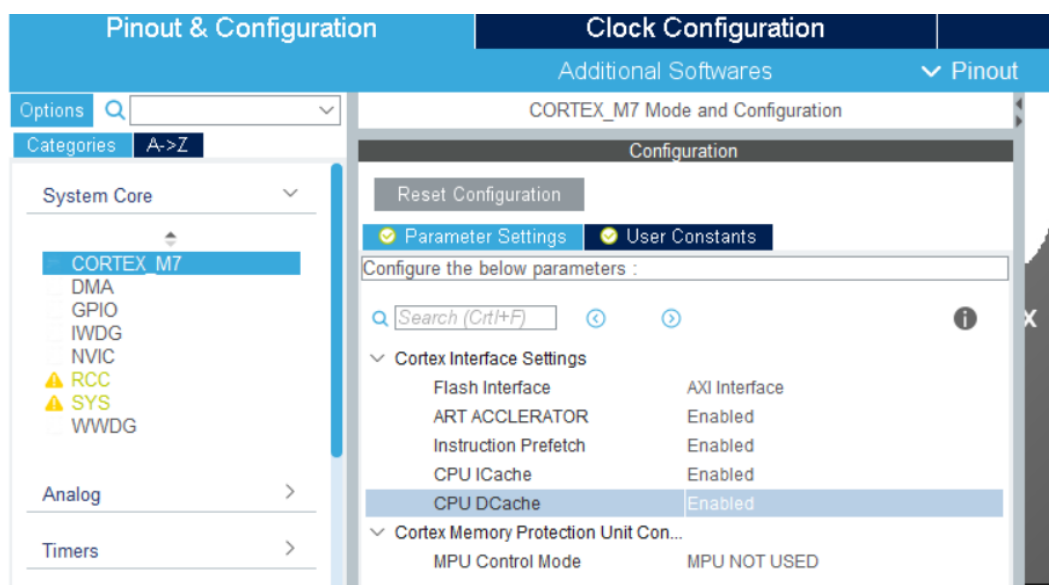 Pinout & Configuration
Clock Configuration
Additional Softwares
Pinout
Options
Categories
A->Z
System Core
CORTEX_M7
DMA
GPIO
IWDG
NVIC
RCC
SYS
WWDG
Analog
Timers
CORTEX_M7 Mode and Configuration
Configuration
Reset Configuration
Parameter Settings
User Constants
Configure the below parameters :
Search (Crtl+F)
Cortex Interface Settings
Flash Interface AXI Interface
ART ACCLERATOR Enabled
Instruction Prefetch Enabled
CPU ICache Enabled
CPU DCache Enabled
Cortex Memory Protection Unit Con...
MPU Control Mode MPU NOT USED
X